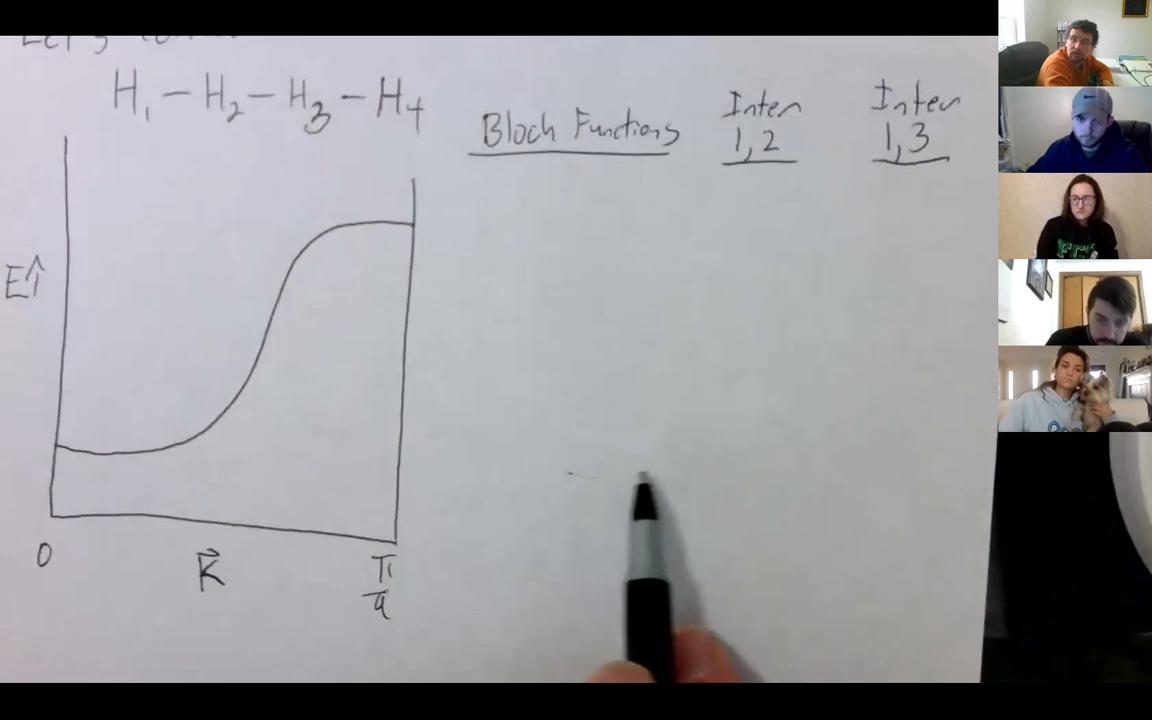 H1 – H2 – H3 – H4
Bloch Functions
Inter
1,2
Inter
1,3
E↑
0
K⃗
π
a